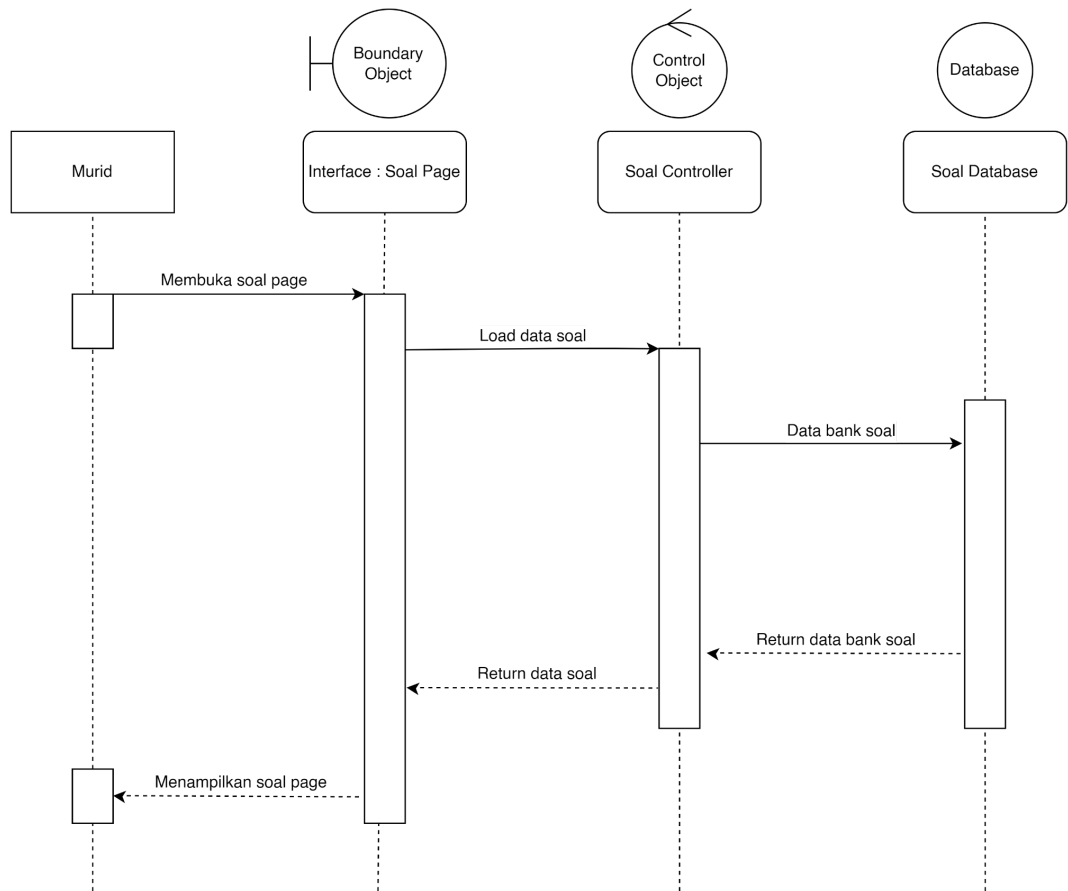 Boundary
Object
Control
Object
Database
Murid
Interface : Soal Page
Soal Controller
Soal Database
Membuka soal page
Load data soal
Data bank soal
Return data bank soal
Return data soal
Menampilkan soal page